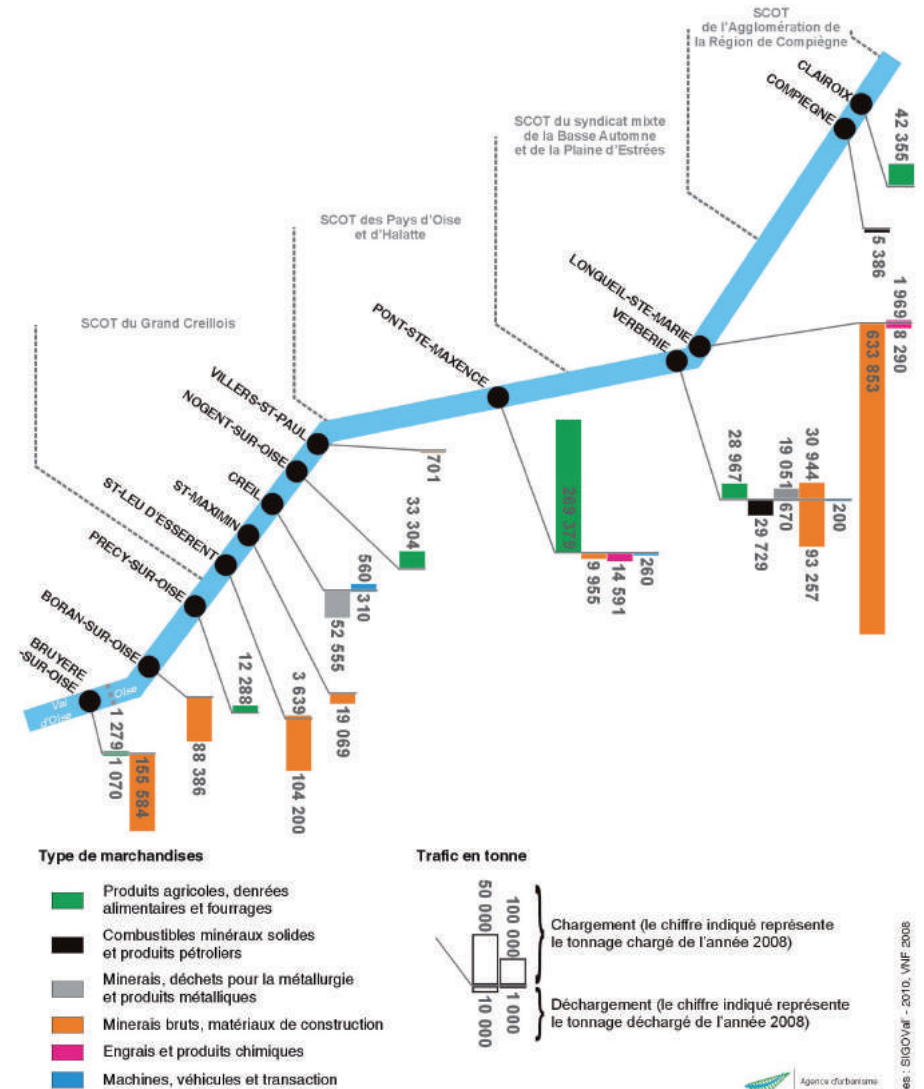 SCOT
de l'Agglomération de
la Région de Compiègne
CLAIROIX
COMPIEGNE
42 355
SCOT du syndicat mixte
de la Basse Automne
et de la Plaine d'Estrées
5 386
SCOT des Pays d'Oise
et d'Halatte
LONGUEIL-STE-MARIE
VERBERIE
1 969
8 290
633 853
PONT-STE-MAXENCE
SCOT du Grand Creillois
VILLERS-ST-PAUL
NOGENT-SUR-OISE
CREIL
ST-MAXIMIN
ST-LEU D'ESSERENT
PRECY-SUR-OISE
BORAN-SUR-OISE
BRUYERE
-SUR-OISE
701
33 304
560
310
52 555
269 375
9 955
14 591
260
28 967
29 729
19 051
670
30 944
93 257
200
12 288
3 639
104 200
19 069
88 386
Val
d'Oise
Oise
1 279
1 070
155 584
Type de marchandises
Produits agricoles, denrées
alimentaires et fourrages
Combustibles minéraux solides
et produits pétroliers
Minerais, déchets pour la métallurgie
et produits métalliques
Minerais bruts, matériaux de construction
Engrais et produits chimiques
Machines, véhicules et transaction
Trafic en tonne
50 000
100 000
10 000
1 000
Chargement (le chiffre indiqué représente
le tonnage chargé de l'année 2008)
Déchargement (le chiffre indiqué représente
le tonnage déchargé de l'année 2008)
Agence d'urbanisme
es : SIGOVal - 2010, VNF 2008